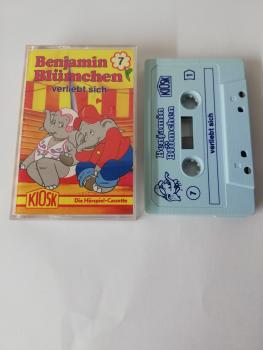 Benjamin
Blümchen
7
verliebt sich
KIOSK
Die Hörspiel-Cassette
KIOSK
1
Benjamin
Blümchen
verliebt sich
7